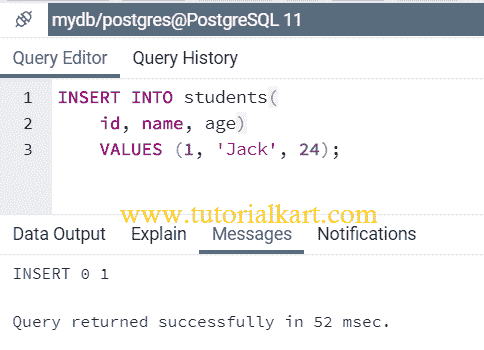 mydb/postgres@PostgreSQL 11
Query Editor Query History
1 INSERT INTO students(
2 id, name, age)
3 VALUES (1, 'Jack', 24);
www.tutorialkart.com
Data Output Explain Messages Notifications
INSERT 0 1
Query returned successfully in 52 msec.